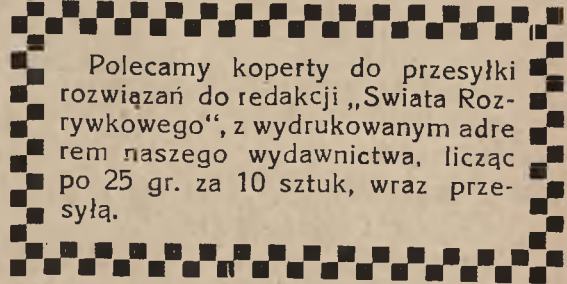 Polecamy koperty do przesyłki
rozwiązań do redakcji „Swiata Roz-
rywkowego“, z wydrukowanym adre
rem naszego wydawnictwa, licząc
po 25 gr. za 10 sztuk, wraz prze-
syłą.